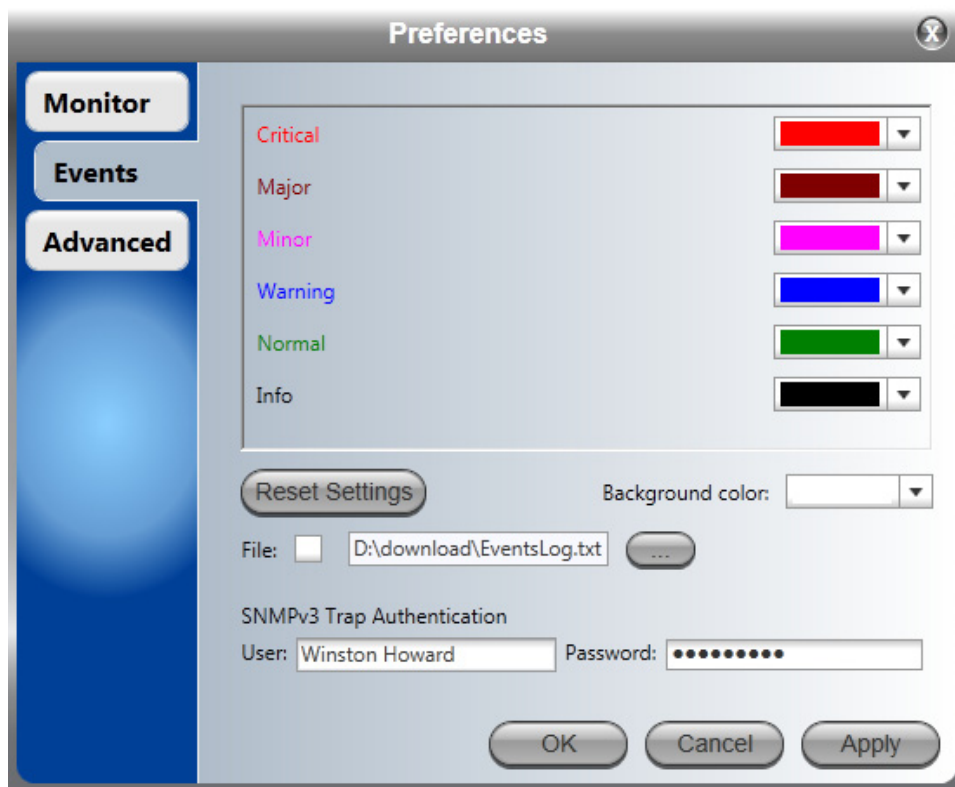 Preferences
X
Monitor
Events
Advanced
Critical
Major
Minor
Warning
Normal
Info
Reset Settings
Background color:
File: D:\download\EventsLog.txt ...
SNMPv3 Trap Authentication
User: Winston Howard Password: •••••••••
OK Cancel Apply